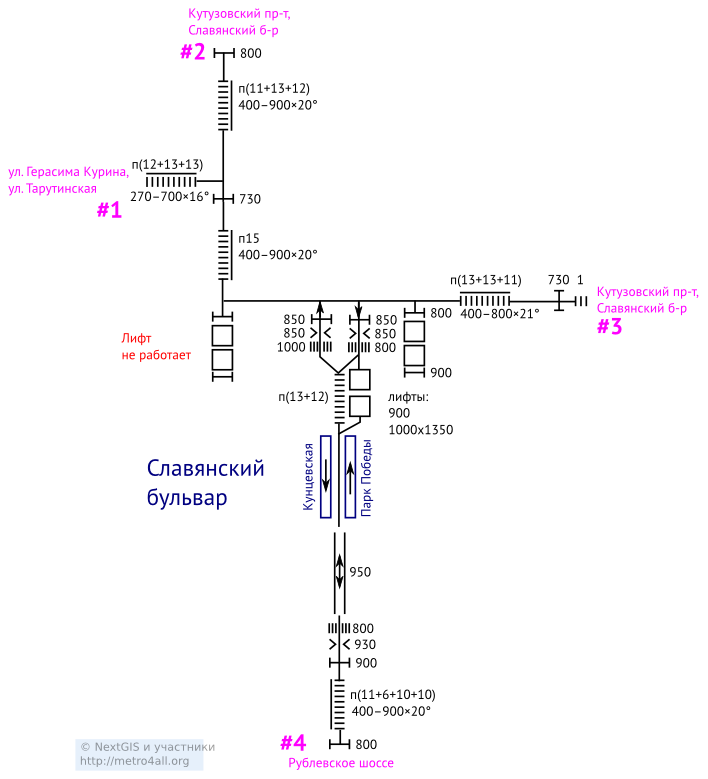 Кутузовский пр-т,
Славянский б-р
#2
800
п(11+13+12)
400–900×20°
п(12+13+13)
ул. Герасима Курина,
ул. Тарутинская
270–700×16°
730
#1
п15
400–900×20°
п(13+13+11)
730 1
Кутузовский пр-т,
Славянский б-р
#3
400–800×21°
800
850
850
1000
850
850
800
Лифт
не работает
900
п(13+12)
лифты:
900
1000х1350
Славянский
бульвар
Кунцевская
Парк Победы
950
800
930
900
п(11+6+10+10)
400–900×20°
#4
800
Рублевское шоссе
© NextGIS и участники
http://metro4all.org